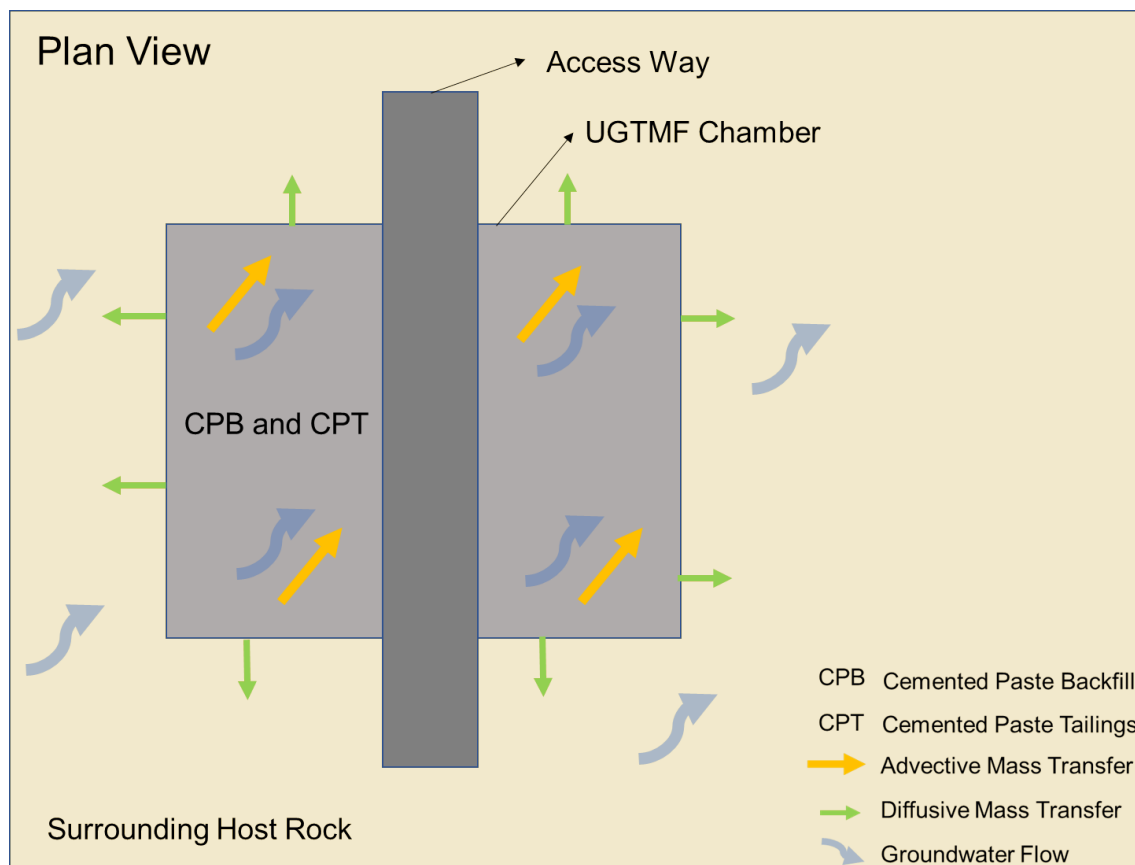 Plan View
Access Way
UGTMF Chamber
CPB and CPT
CPB Cemented Paste Backfill
CPT Cemented Paste Tailings
Advective Mass Transfer
Diffusive Mass Transfer
Groundwater Flow
Surrounding Host Rock